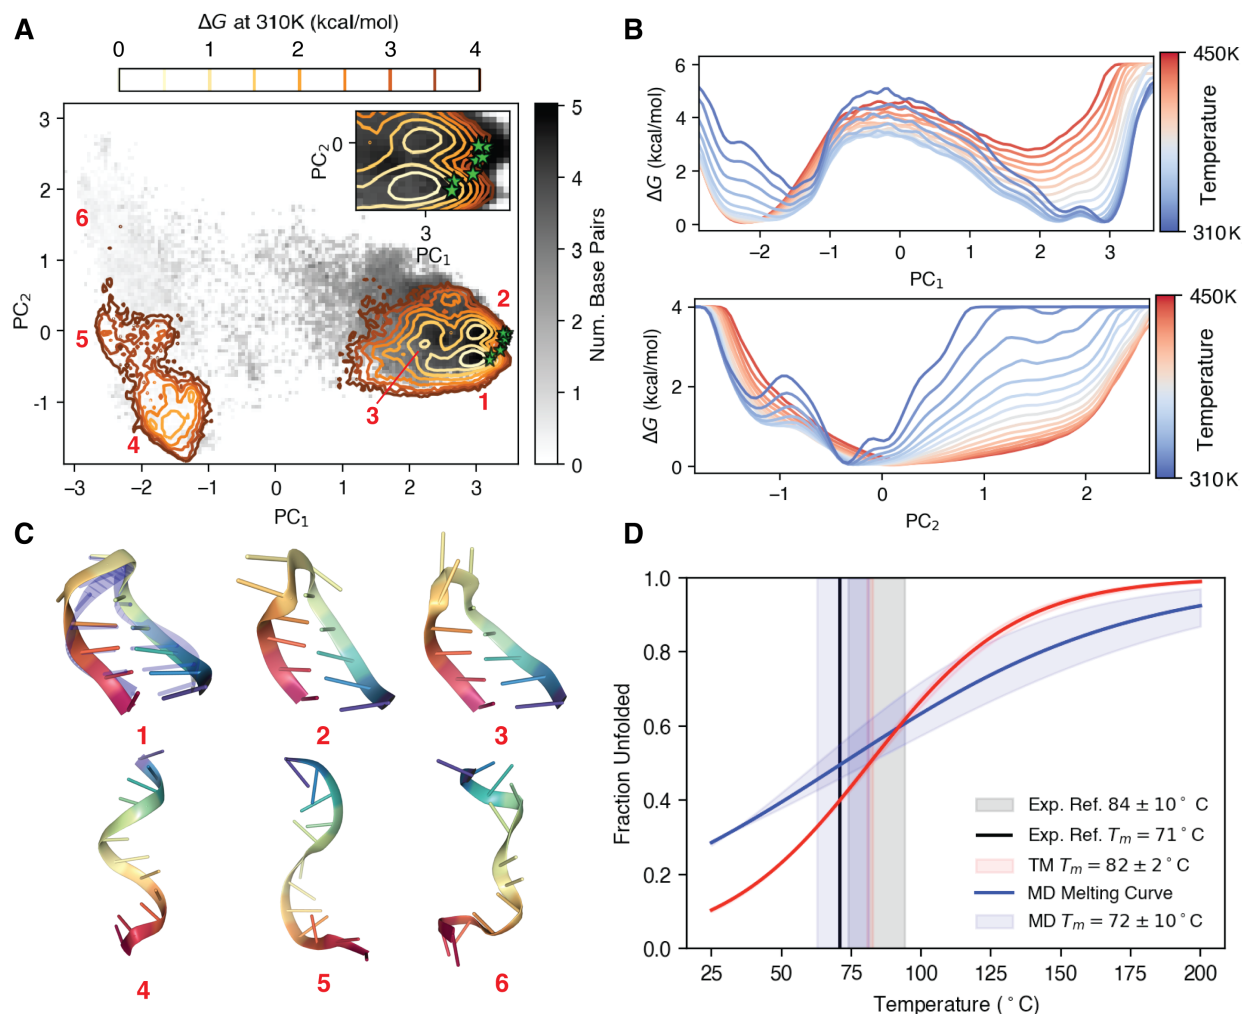 A
ΔG at 310K (kcal/mol)
0 1 2 3 4
3
2
1
0
-1
PC2
−3 −2 −1 0 1 2 3
PC1
6
5
4
3
2
1
PC2
0
3
PC1
5
4
3
2
1
0
Num. Base Pairs
B
6
4
2
0
ΔG (kcal/mol)
−2 −1 0 1 2 3
PC1
450K
Temperature
310K
4
2
0
ΔG (kcal/mol)
−1 0 1 2
PC2
450K
Temperature
310K
C
1 2 3
4 5 6
D
1.0
0.8
0.6
0.4
0.2
0.0
Fraction Unfolded
Exp. Ref. 84 ± 10° C
Exp. Ref. Tm = 71° C
TM Tm = 82 ± 2° C
MD Melting Curve
MD Tm = 72 ± 10° C
25 50 75 100 125 150 175 200
Temperature (° C)